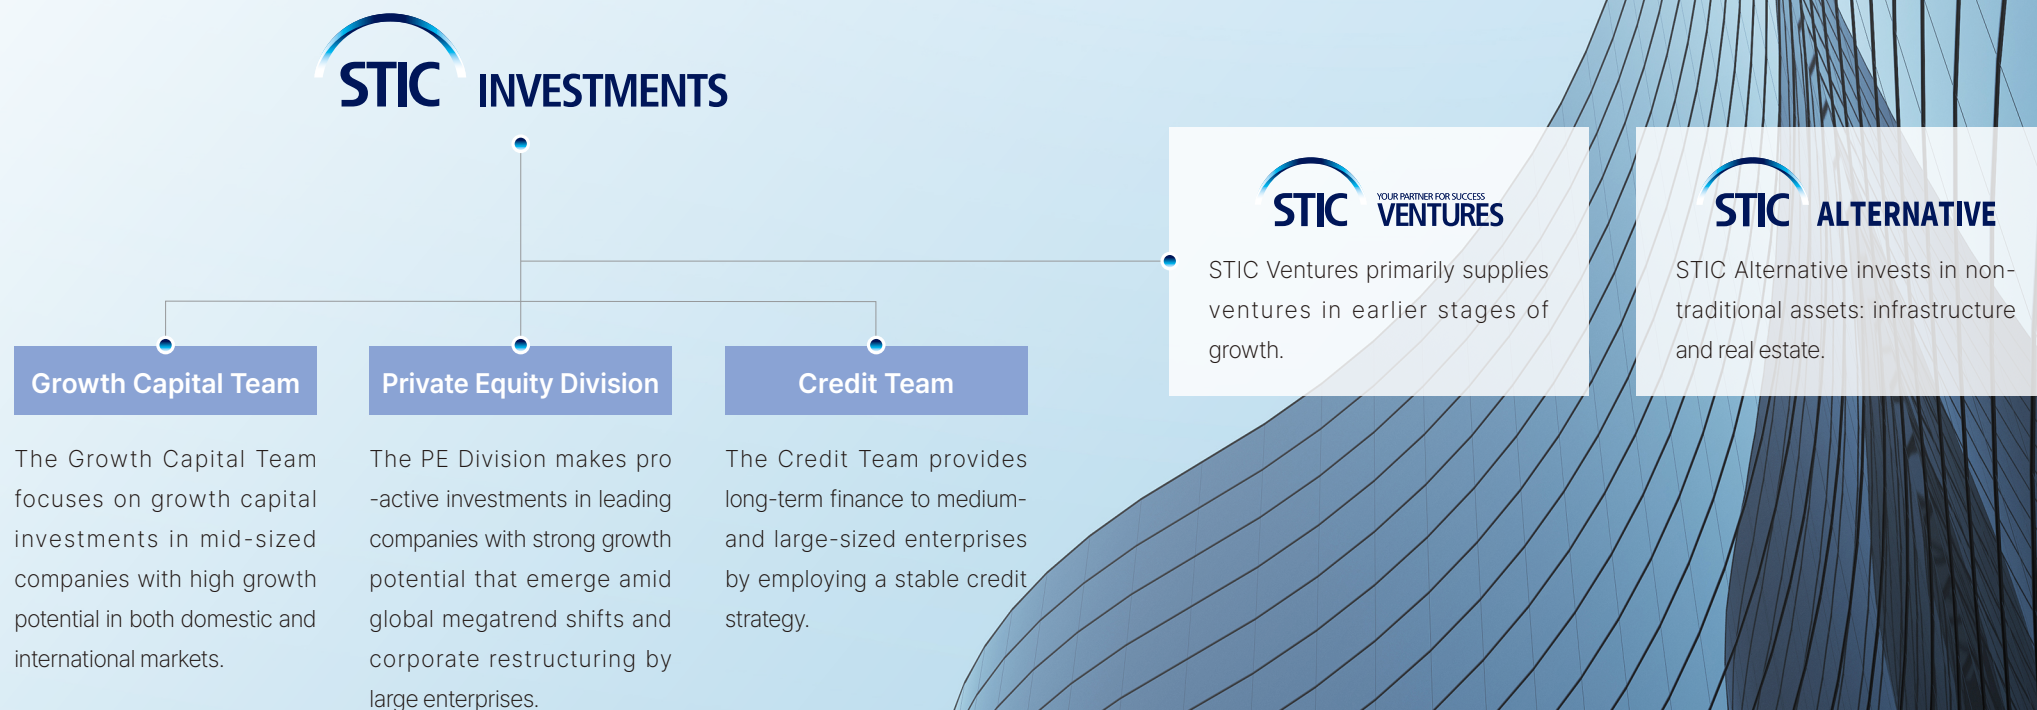 STIC INVESTMENTS
STIC YOUR PARTNER FOR SUCCESS
VENTURES
STIC Ventures primarily supplies
ventures in earlier stages of
growth.
STIC ALTERNATIVE
STIC Alternative invests in non-
traditional assets: infrastructure
and real estate.
Growth Capital Team
The Growth Capital Team
focuses on growth capital
investments in mid-sized
companies with high growth
potential in both domestic and
international markets.
Private Equity Division
The PE Division makes pro
-active investments in leading
companies with strong growth
potential that emerge amid
global megatrend shifts and
corporate restructuring by
large enterprises.
Credit Team
The Credit Team provides
long-term finance to medium-
and large-sized enterprises
by employing a stable credit
strategy.